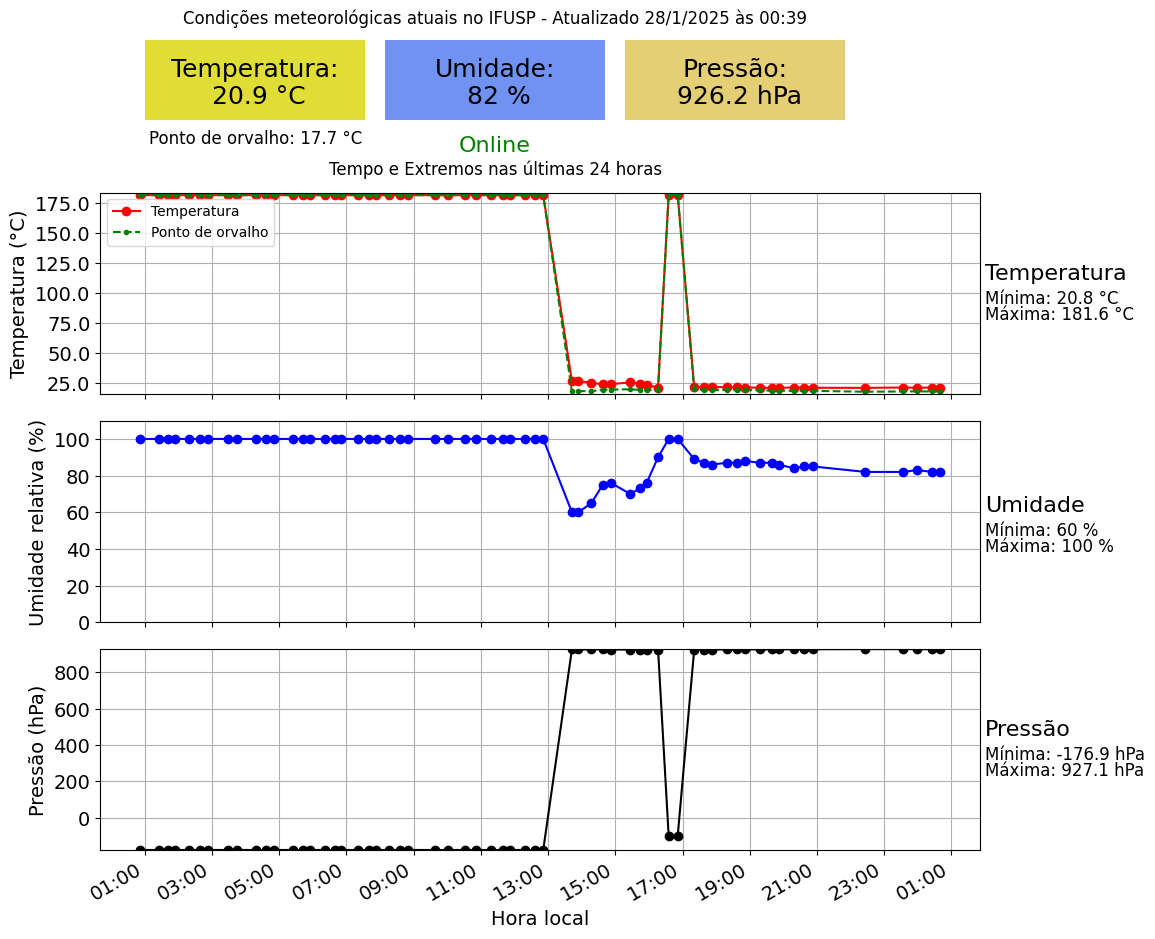 Condições meteorológicas atuais no IFUSP - Atualizado 28/1/2025 às 00:39
Temperatura:
20.9 °C
Umidade:
82 %
Pressão:
926.2 hPa
Ponto de orvalho: 17.7 °C
Online
Tempo e Extremos nas últimas 24 horas
Temperatura (°C)
175.0
150.0
125.0
100.0
75.0
50.0
25.0
Temperatura
Ponto de orvalho
Temperatura
Mínima: 20.8 °C
Máxima: 181.6 °C
Umidade relativa (%)
100
80
60
40
20
0
Umidade
Mínima: 60 %
Máxima: 100 %
Pressão (hPa)
800
600
400
200
0
Pressão
Mínima: -176.9 hPa
Máxima: 927.1 hPa
01:00 03:00 05:00 07:00 09:00 11:00 13:00 15:00 17:00 19:00 21:00 23:00 01:00
Hora local